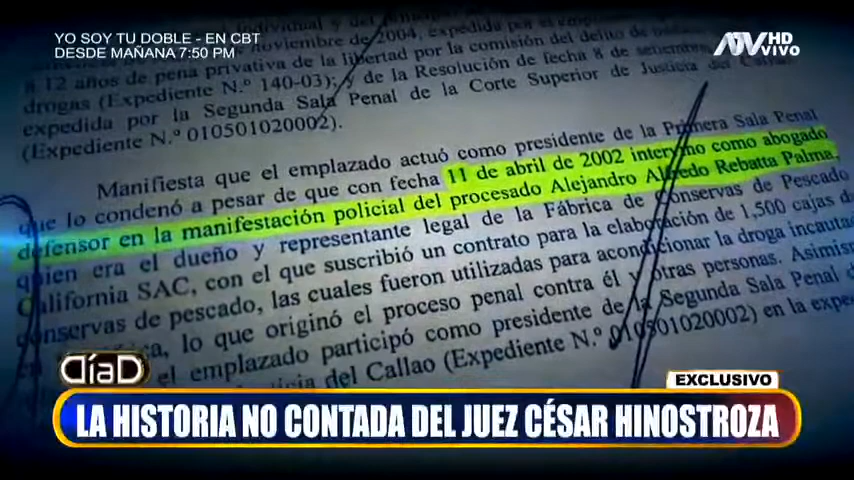 YO SOY TU DOBLE - EN CBT
DESDE MAÑANA 7:50 PM
ATV HD
VIVO
noviembre de 2004, expedida por
a 12 años de pena privativa de la libertad por la comisión del delito de
drogas (Expediente N.º 140-03); y de la Resolución de fecha 8 de
expedida por la Segunda Sala Penal de la Corte Superior de Justicia del Callao
(Expediente N.º 010501020002).
Manifiesta que el emplazado actuó como presidente de la Primera Sala Penal
que lo condenó a pesar de que con fecha 11 de abril de 2002 intervino como abogado
defensor en la manifestación policial del procesado Alejandro Alfredo Rebatta Palma,
quien era el dueño y representante legal de la Fábrica de Conservas de Pescado
California SAC, con el que suscribió un contrato para la elaboración de 1,500 cajas de
conservas de pescado, las cuales fueron utilizadas para acondicionar la droga incautada
lo que originó el proceso penal contra él y otras personas. Asimismo
el emplazado participó como presidente de la Segunda Sala Penal
del Callao (Expediente N.º 010501020002) en la
DíaD
EXCLUSIVO
LA HISTORIA NO CONTADA DEL JUEZ CÉSAR HINOSTROZA